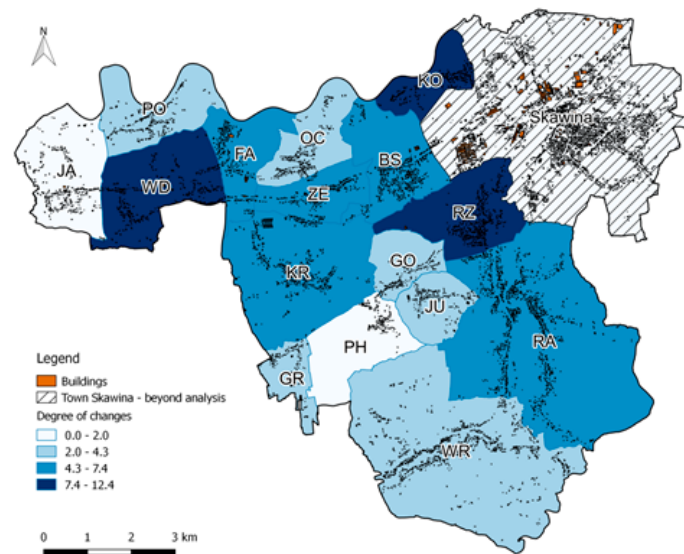 N
KO
PO
Skawina
OC
FA
BS
JA
WD
ZE
RZ
GO
KR
JU
RA
PH
GR
WR
Legend
Buildings
Town Skawina - beyond analysis
Degree of changes
0.0 - 2.0
2.0 - 4.3
4.3 - 7.4
7.4 - 12.4
0 1 2 3 km